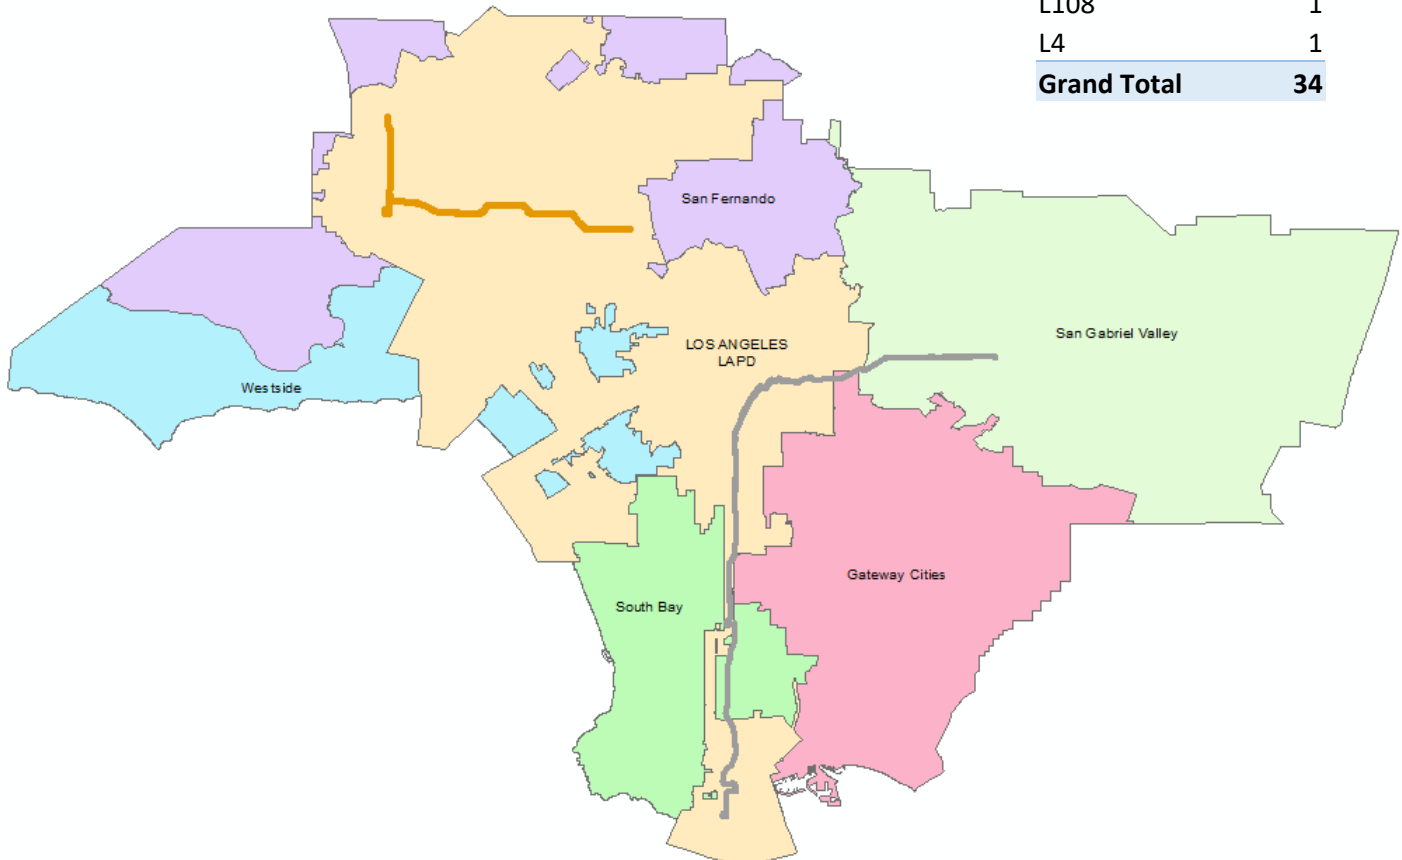 L108 1
L4 1
Grand Total 34
San Fernando
San Gabriel Valley
LOS ANGELES
LAPD
Westside
Gateway Cities
South Bay